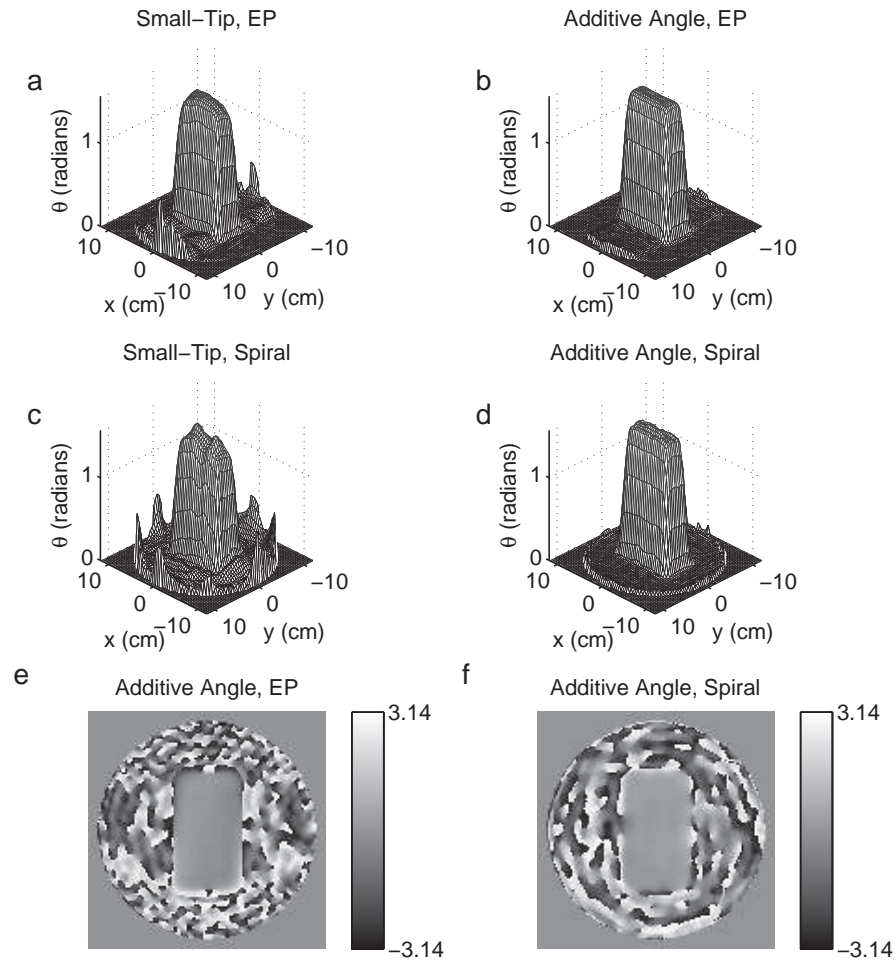 Small−Tip, EP
Additive Angle, EP
a
b
θ (radians)
1
0
10
0
−10
x (cm)
10
0
−10
y (cm)
θ (radians)
1
0
10
0
−10
x (cm)
10
0
−10
y (cm)
Small−Tip, Spiral
Additive Angle, Spiral
c
d
θ (radians)
1
0
10
0
−10
x (cm)
10
0
−10
y (cm)
θ (radians)
1
0
10
0
−10
x (cm)
10
0
−10
y (cm)
e
f
Additive Angle, EP
Additive Angle, Spiral
3.14
−3.14
3.14
−3.14